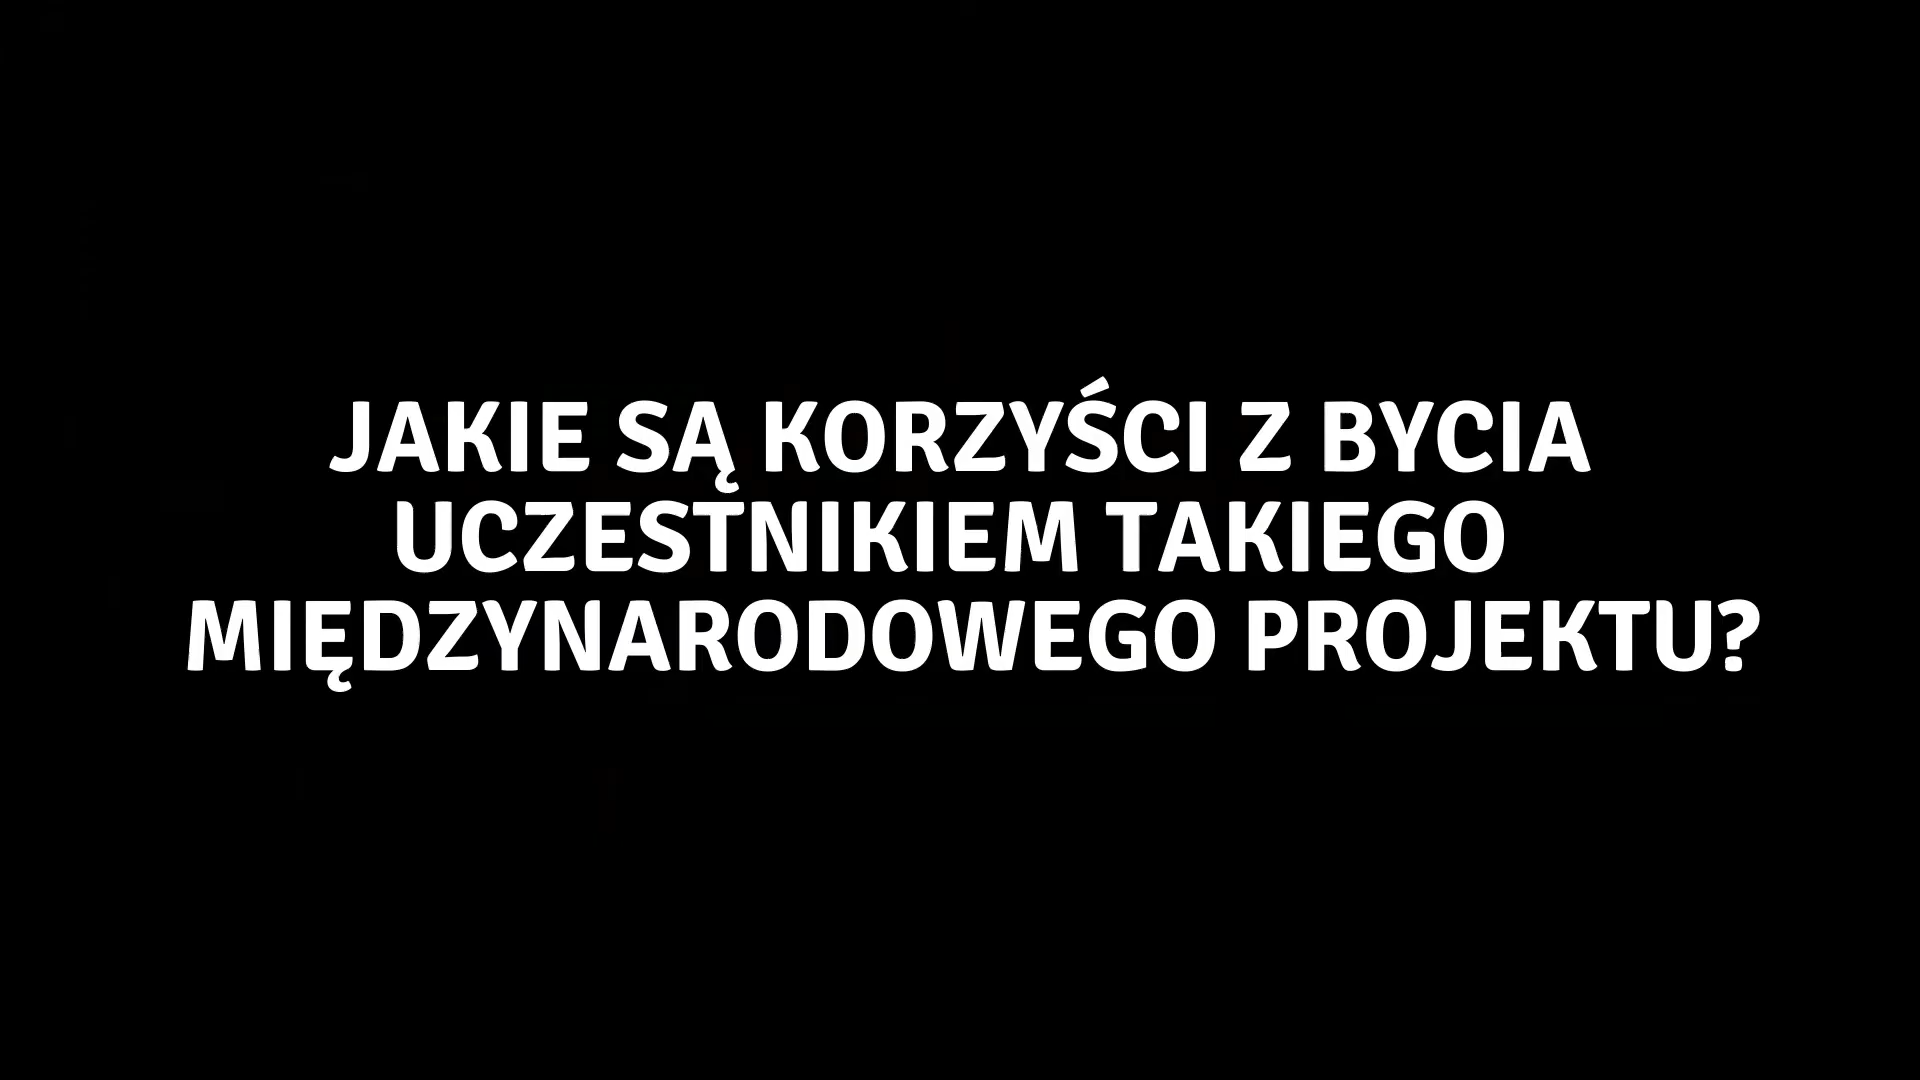 JAKIE SĄ KORZYŚCI Z BYCIA
UCZESTNIKIEM TAKIEGO
MIĘDZYNARODOWEGO PROJEKTU?